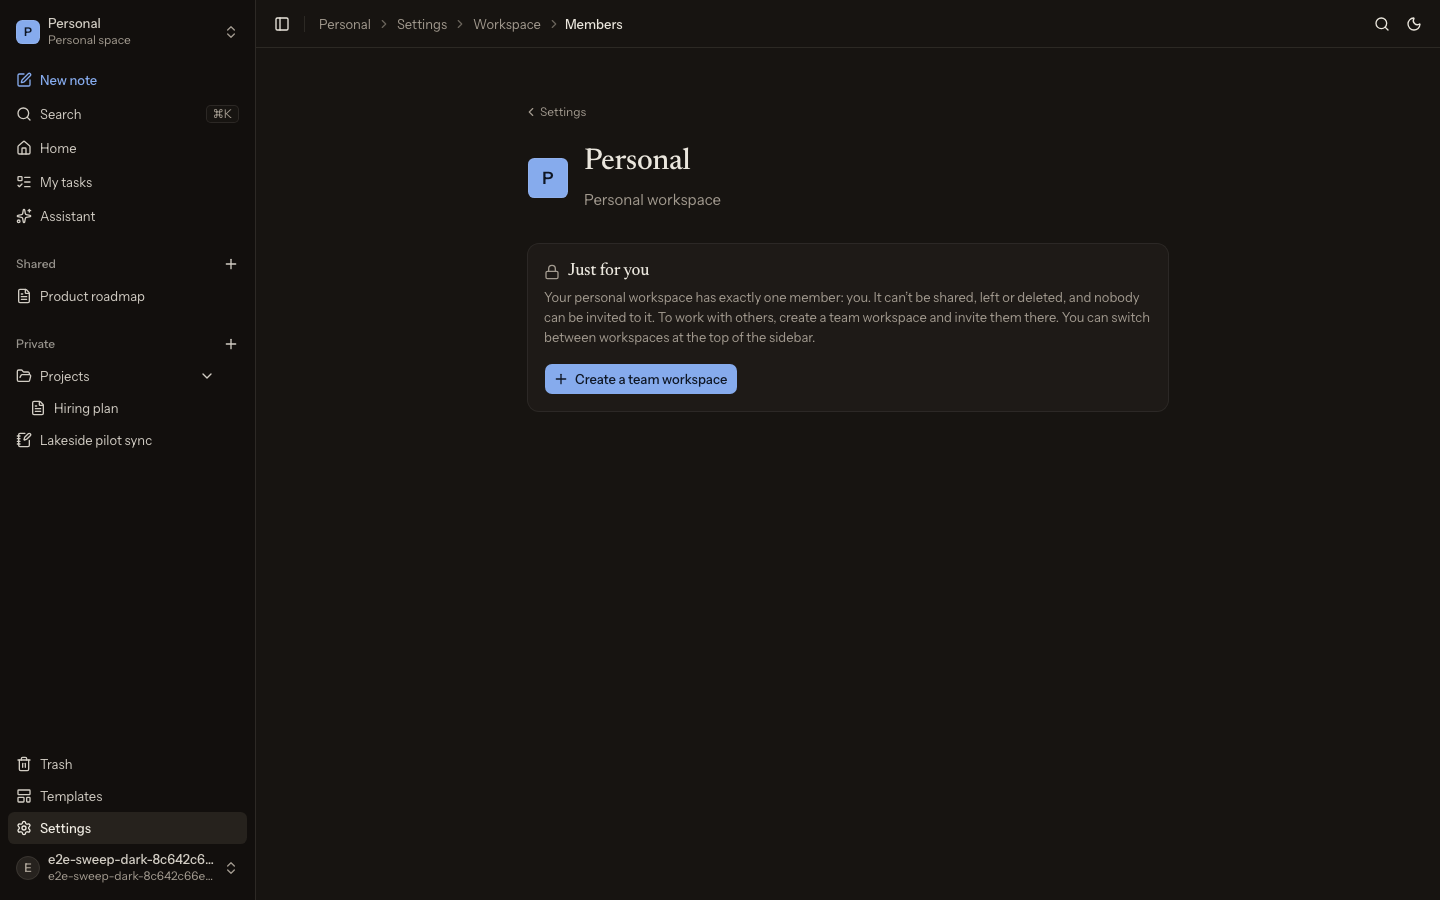 P
Personal
Personal space
New note
Search
⌘K
Home
My tasks
Assistant
Shared
Product roadmap
Private
Projects
Hiring plan
Lakeside pilot sync
Trash
Templates
Settings
E
e2e-sweep-dark-8c642c6...
e2e-sweep-dark-8c642c66e...
Personal
Settings
Workspace
Members
Settings
P
Personal
Personal workspace
Just for you
Your personal workspace has exactly one member: you. It can’t be shared, left or deleted, and nobody
can be invited to it. To work with others, create a team workspace and invite them there. You can switch
between workspaces at the top of the sidebar.
Create a team workspace